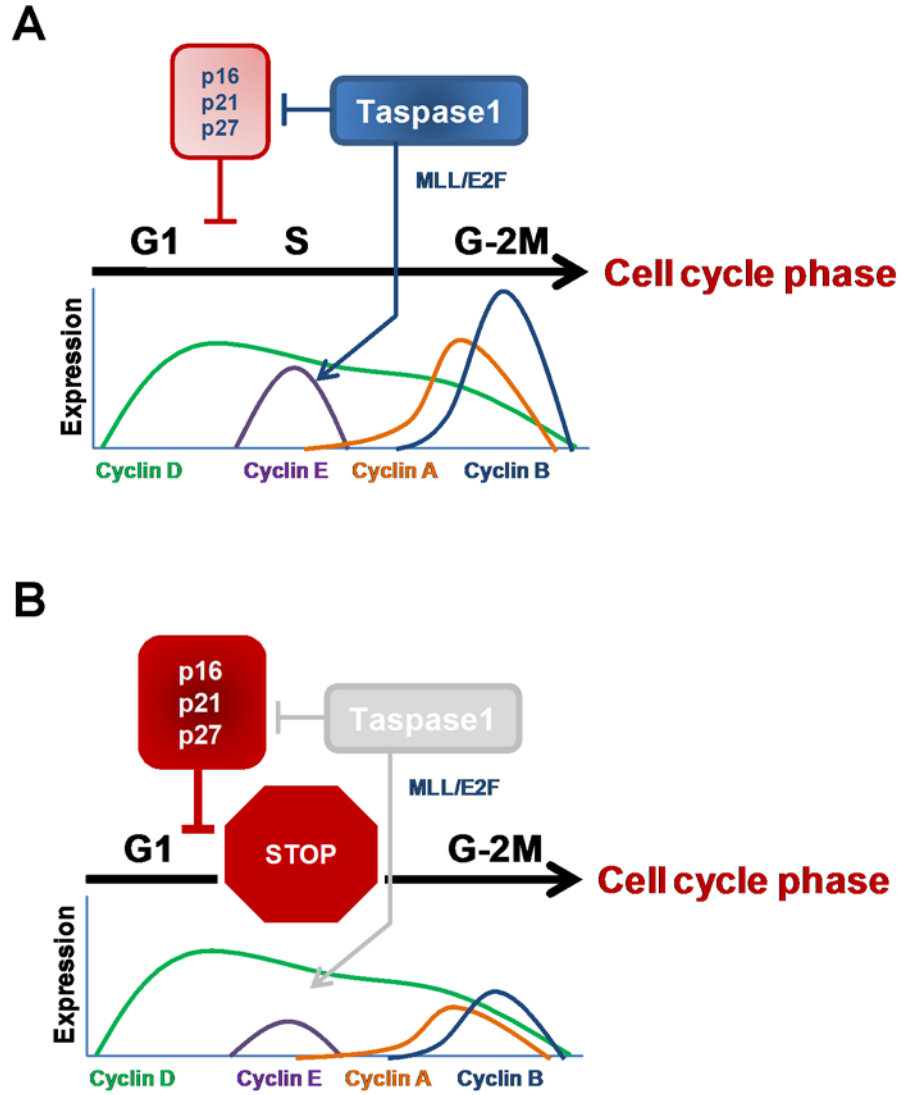 A
p16
p21
p27
Taspase1
MLL/E2F
G1
S
G-2M
Cell cycle phase
Expression
Cyclin D
Cyclin E
Cyclin A
Cyclin B
B
p16
p21
p27
Taspase1
MLL/E2F
G1
STOP
G-2M
Cell cycle phase
Expression
Cyclin D
Cyclin E
Cyclin A
Cyclin B